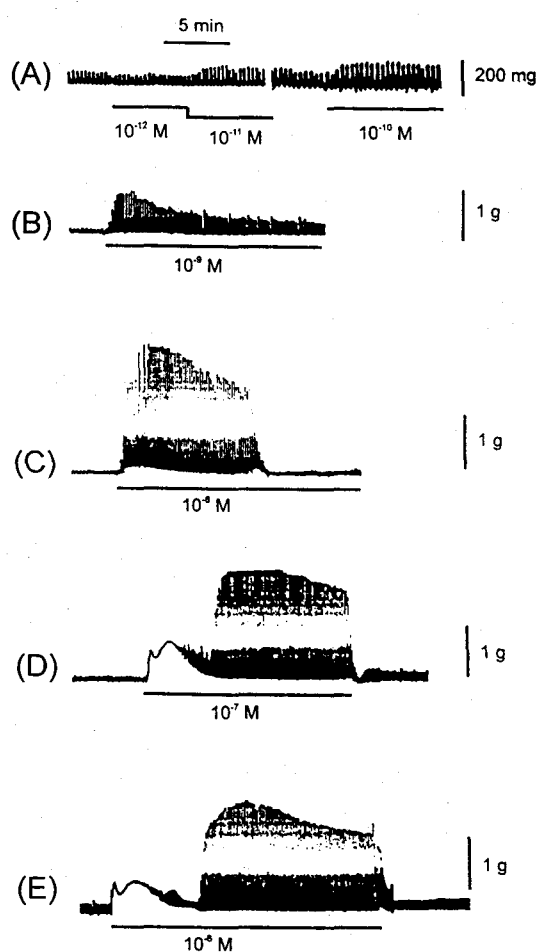 5 min
(A)
200 mg
10⁻¹² M
10⁻¹¹ M
10⁻¹⁰ M
(B)
1 g
10⁻⁹ M
(C)
1 g
10⁻⁸ M
(D)
1 g
10⁻⁷ M
(E)
1 g
10⁻⁶ M